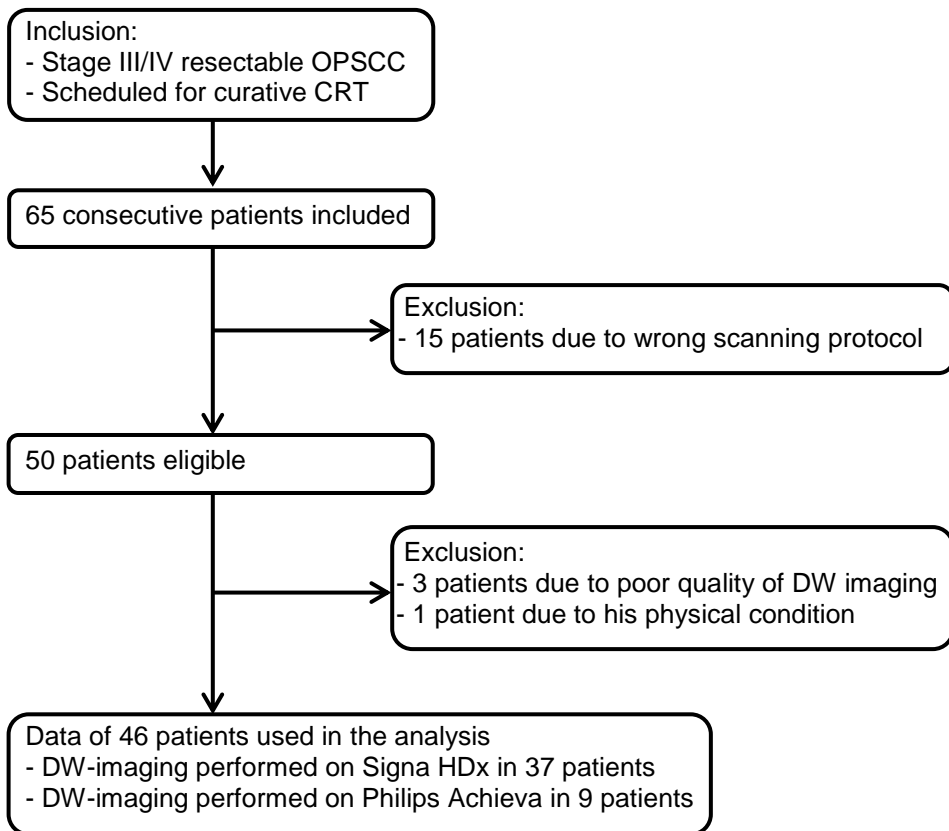 Inclusion:
- Stage III/IV resectable OPSCC
- Scheduled for curative CRT
65 consecutive patients included
Exclusion:
- 15 patients due to wrong scanning protocol
50 patients eligible
Exclusion:
- 3 patients due to poor quality of DW imaging
- 1 patient due to his physical condition
Data of 46 patients used in the analysis
- DW-imaging performed on Signa HDx in 37 patients
- DW-imaging performed on Philips Achieva in 9 patients